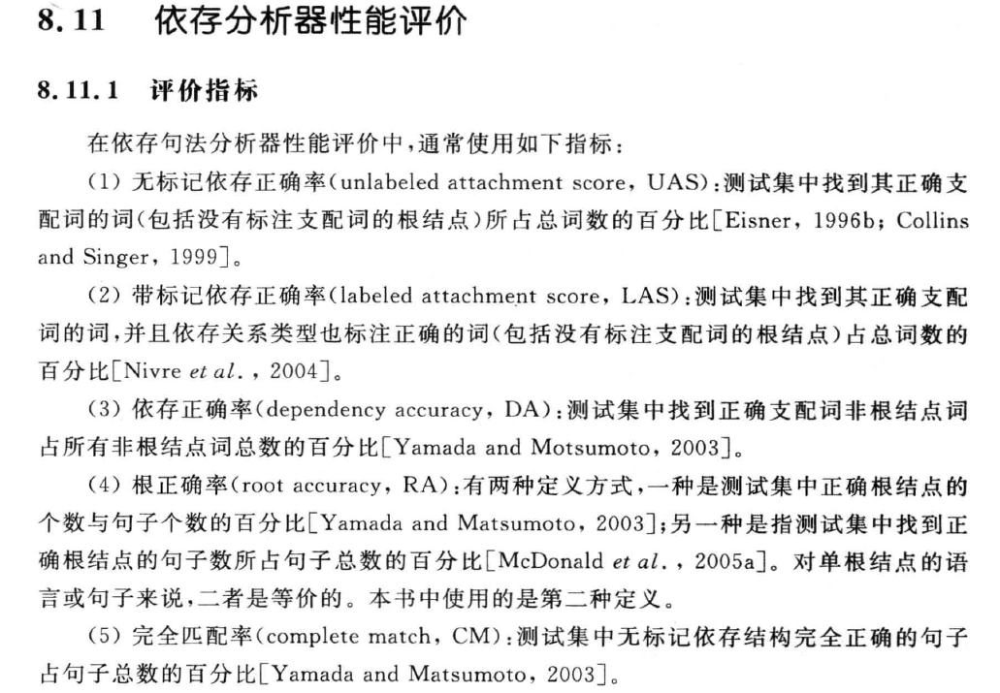 8.11 依存分析器性能评价
8.11.1 评价指标
在依存句法分析器性能评价中,通常使用如下指标:
(1) 无标记依存正确率(unlabeled attachment score, UAS):测试集中找到其正确支
配词的词(包括没有标注支配词的根结点)所占总词数的百分比[Eisner, 1996b; Collins
and Singer, 1999]。
(2) 带标记依存正确率(labeled attachment score, LAS):测试集中找到其正确支配
词的词,并且依存关系类型也标注正确的词(包括没有标注支配词的根结点)占总词数的
百分比[Nivre et al., 2004]。
(3) 依存正确率(dependency accuracy, DA):测试集中找到正确支配词非根结点词
占所有非根结点词总数的百分比[Yamada and Motsumoto, 2003]。
(4) 根正确率(root accuracy, RA):有两种定义方式,一种是测试集中正确根结点的
个数与句子个数的百分比[Yamada and Matsumoto, 2003];另一种是指测试集中找到正
确根结点的句子数所占句子总数的百分比[McDonald et al., 2005a]。对单根结点的语
言或句子来说,二者是等价的。本书中使用的是第二种定义。
(5) 完全匹配率(complete match, CM):测试集中无标记依存结构完全正确的句子
占句子总数的百分比[Yamada and Matsumoto, 2003]。